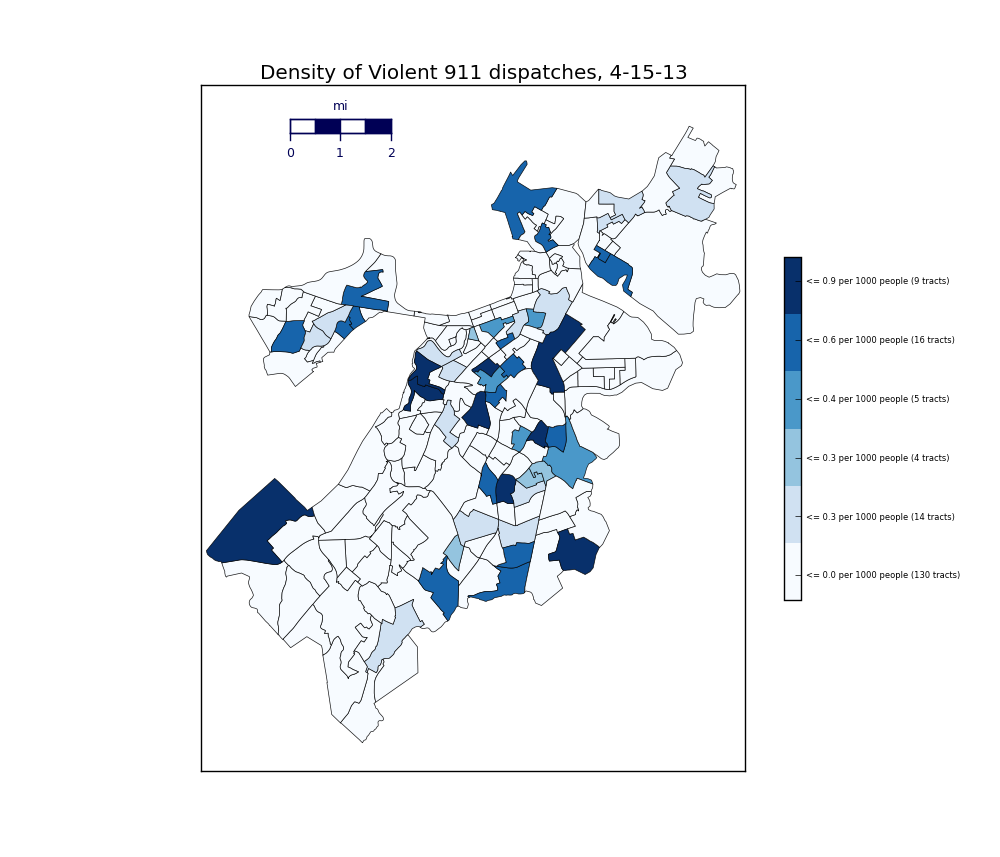 Density of Violent 911 dispatches, 4-15-13
mi
0 1 2
<= 0.9 per 1000 people (9 tracts)
<= 0.6 per 1000 people (16 tracts)
<= 0.4 per 1000 people (5 tracts)
<= 0.3 per 1000 people (4 tracts)
<= 0.3 per 1000 people (14 tracts)
<= 0.0 per 1000 people (130 tracts)